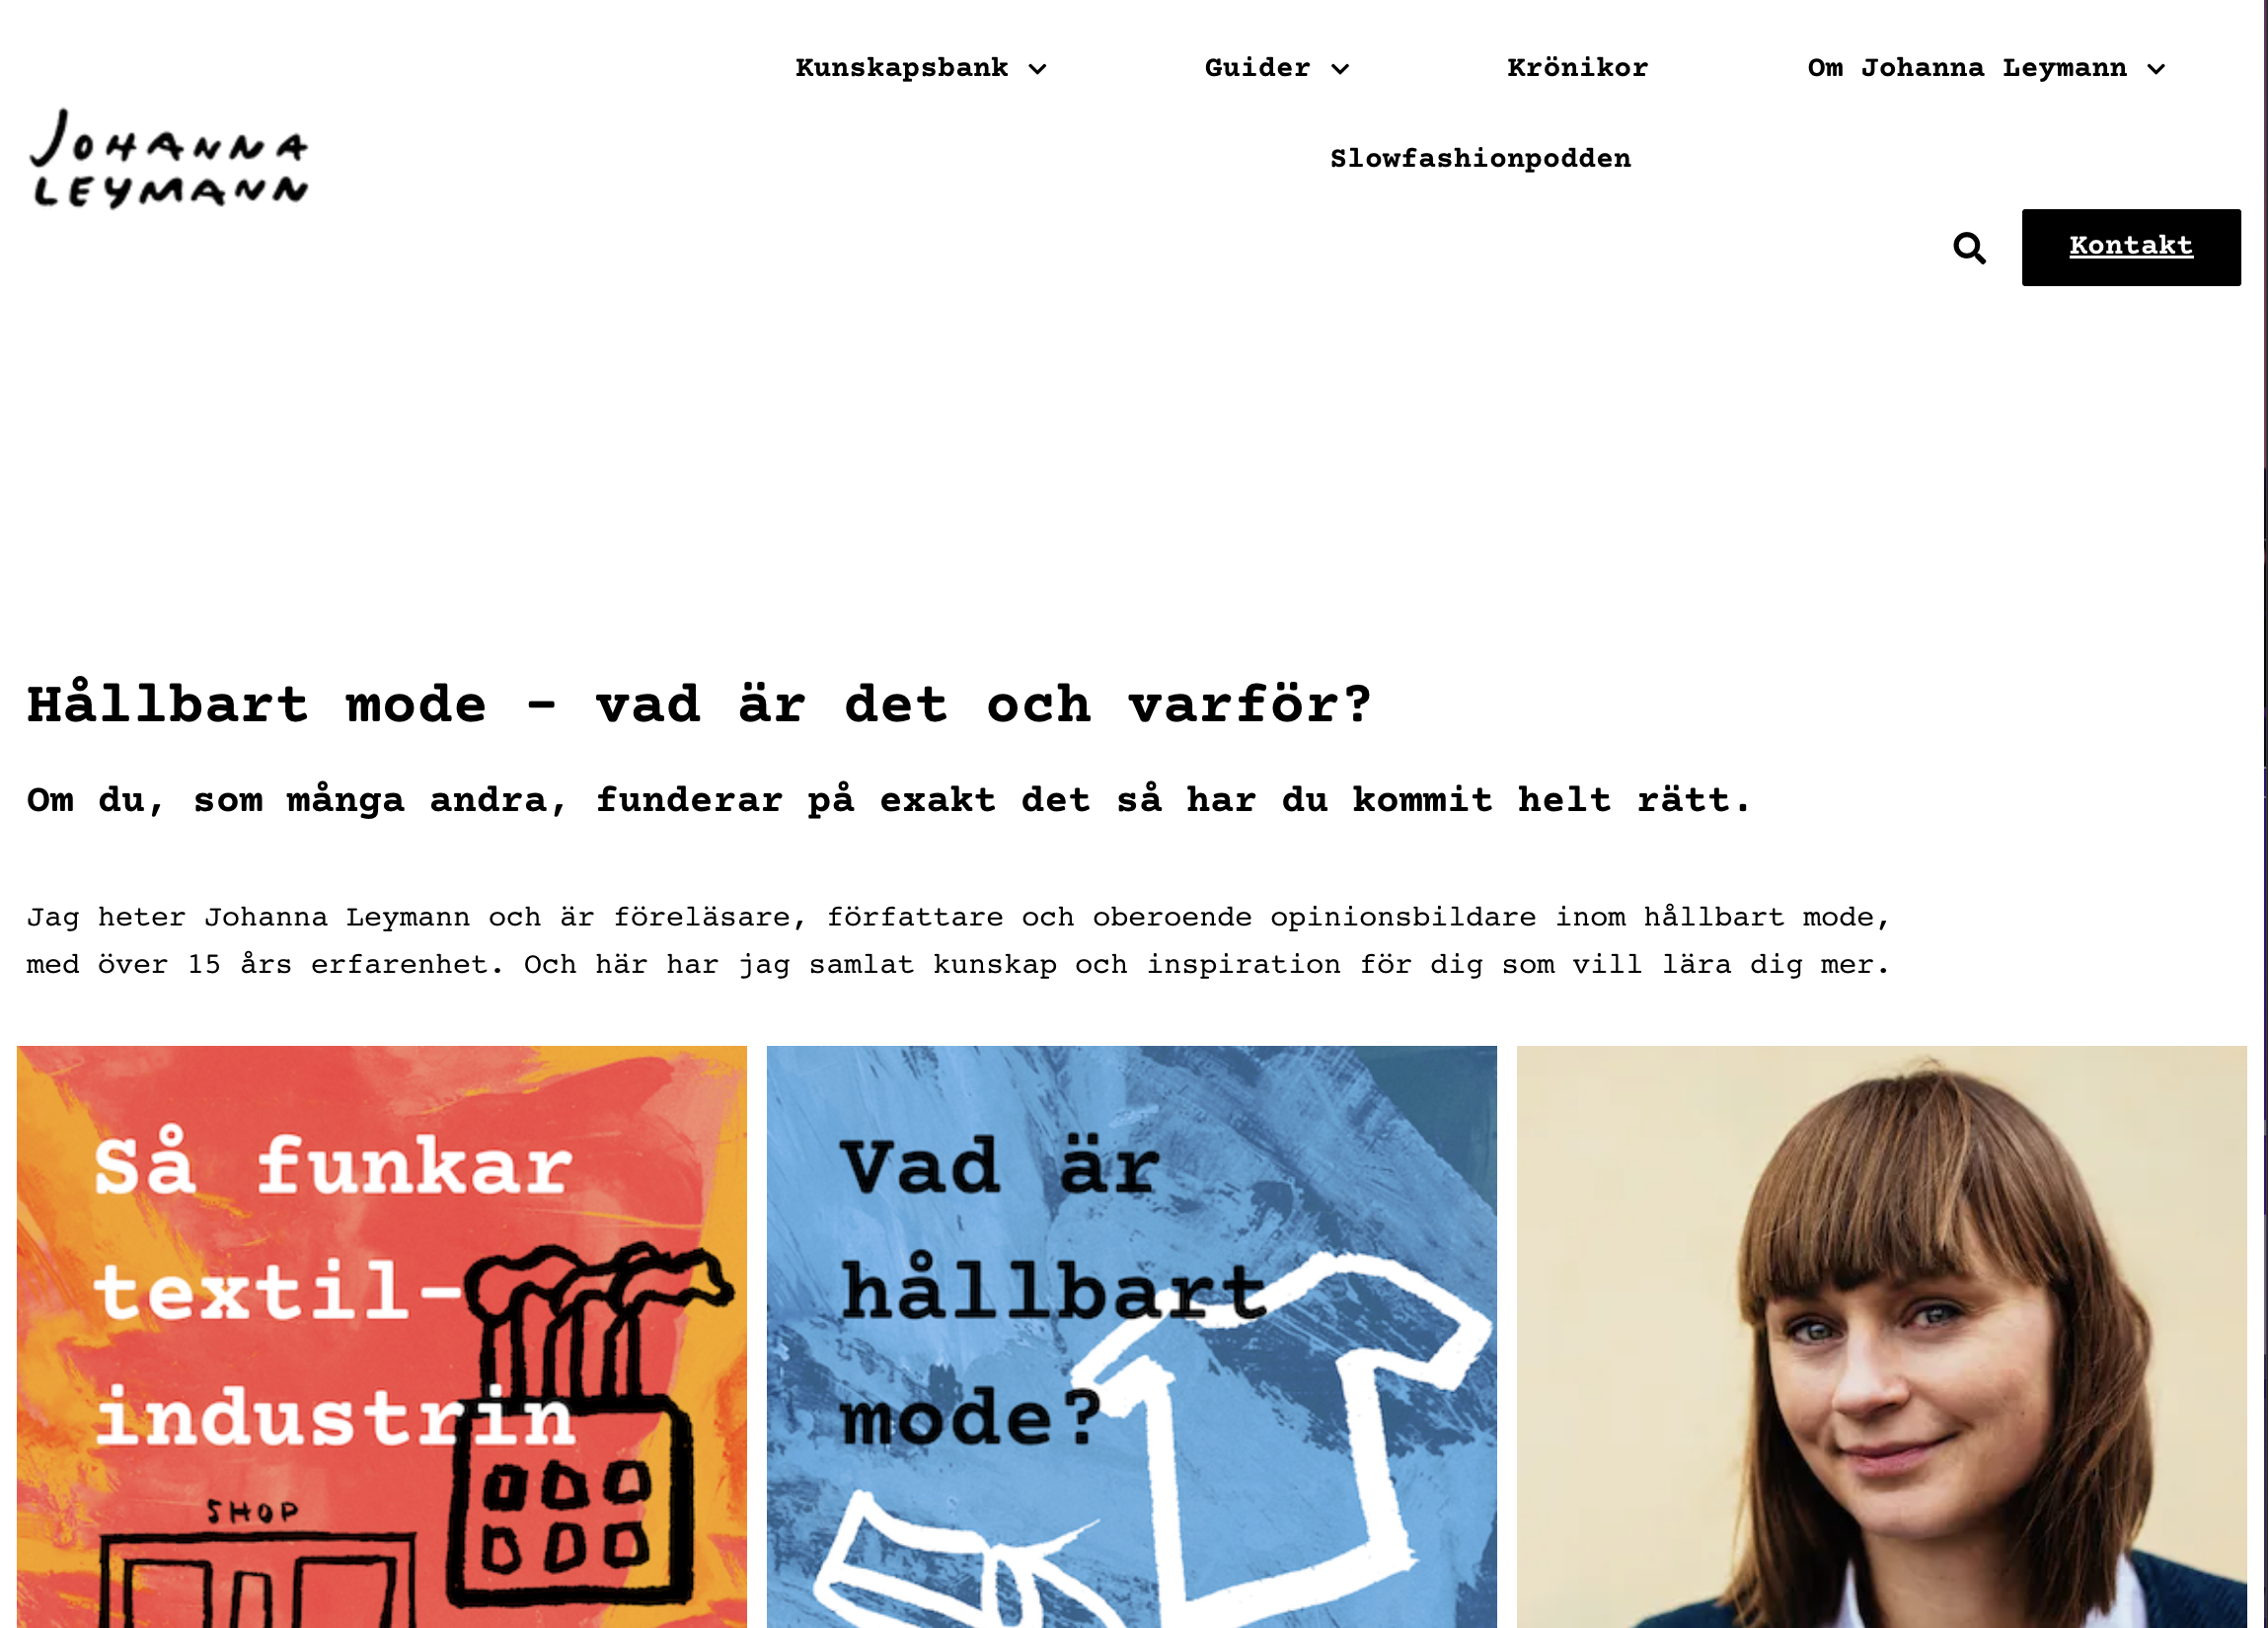 Kunskapsbank
Guider
Krönikor
Om Johanna Leymann
JOHANNA
LEYMANN
Slowfashionpodden
Kontakt
Hållbart mode – vad är det och varför?
Om du, som många andra, funderar på exakt det så har du kommit helt rätt.
Jag heter Johanna Leymann och är föreläsare, författare och oberoende opinionsbildare inom hållbart mode,
med över 15 års erfarenhet. Och här har jag samlat kunskap och inspiration för dig som vill lära dig mer.
Så funkar
textil-
industrin
SHOP
Vad är
hållbart
mode?